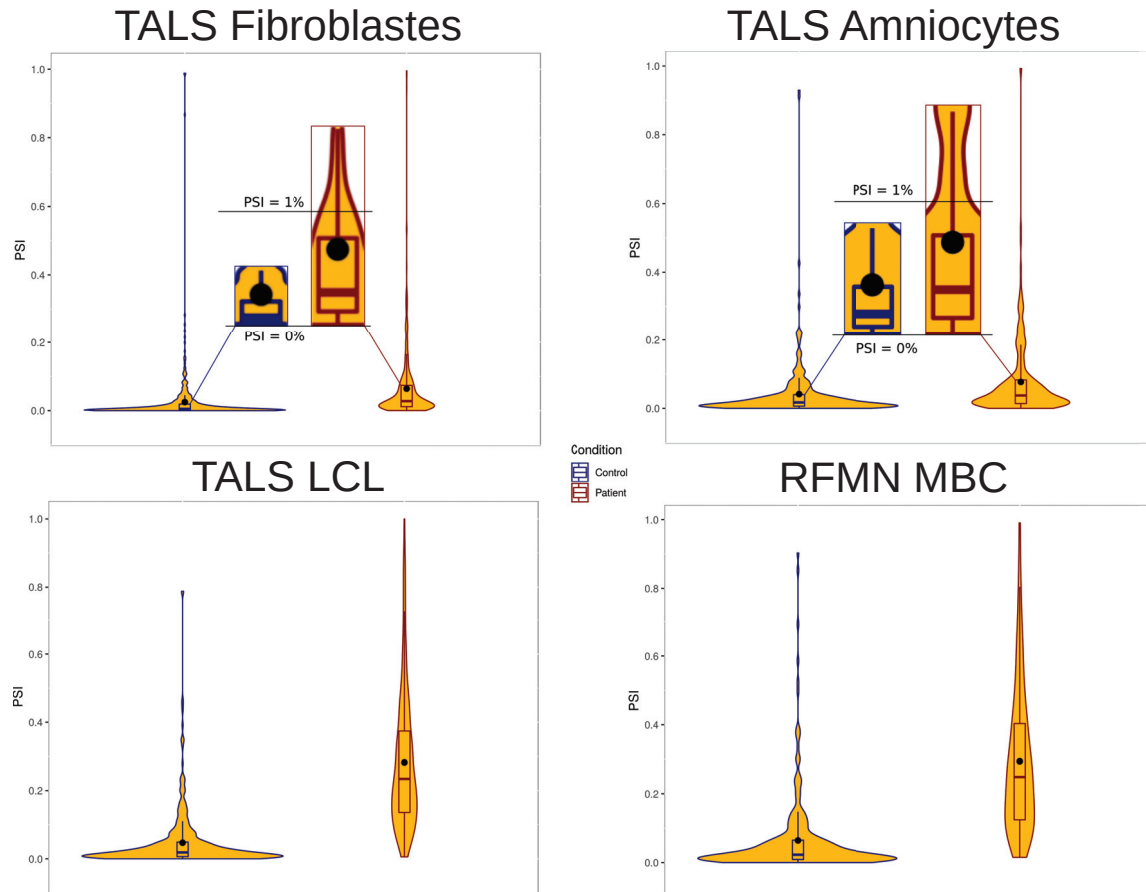 TALS Fibroblastes
TALS Amniocytes
1.0
0.8
0.6
0.4
0.2
0.0
PSI
PSI = 1%
PSI = 0%
1.0
0.8
0.6
0.4
0.2
0.0
PSI
PSI = 1%
PSI = 0%
Condition
Control
Patient
TALS LCL
RFMN MBC
1.0
0.8
0.6
0.4
0.2
0.0
PSI
1.0
0.8
0.6
0.4
0.2
0.0
PSI